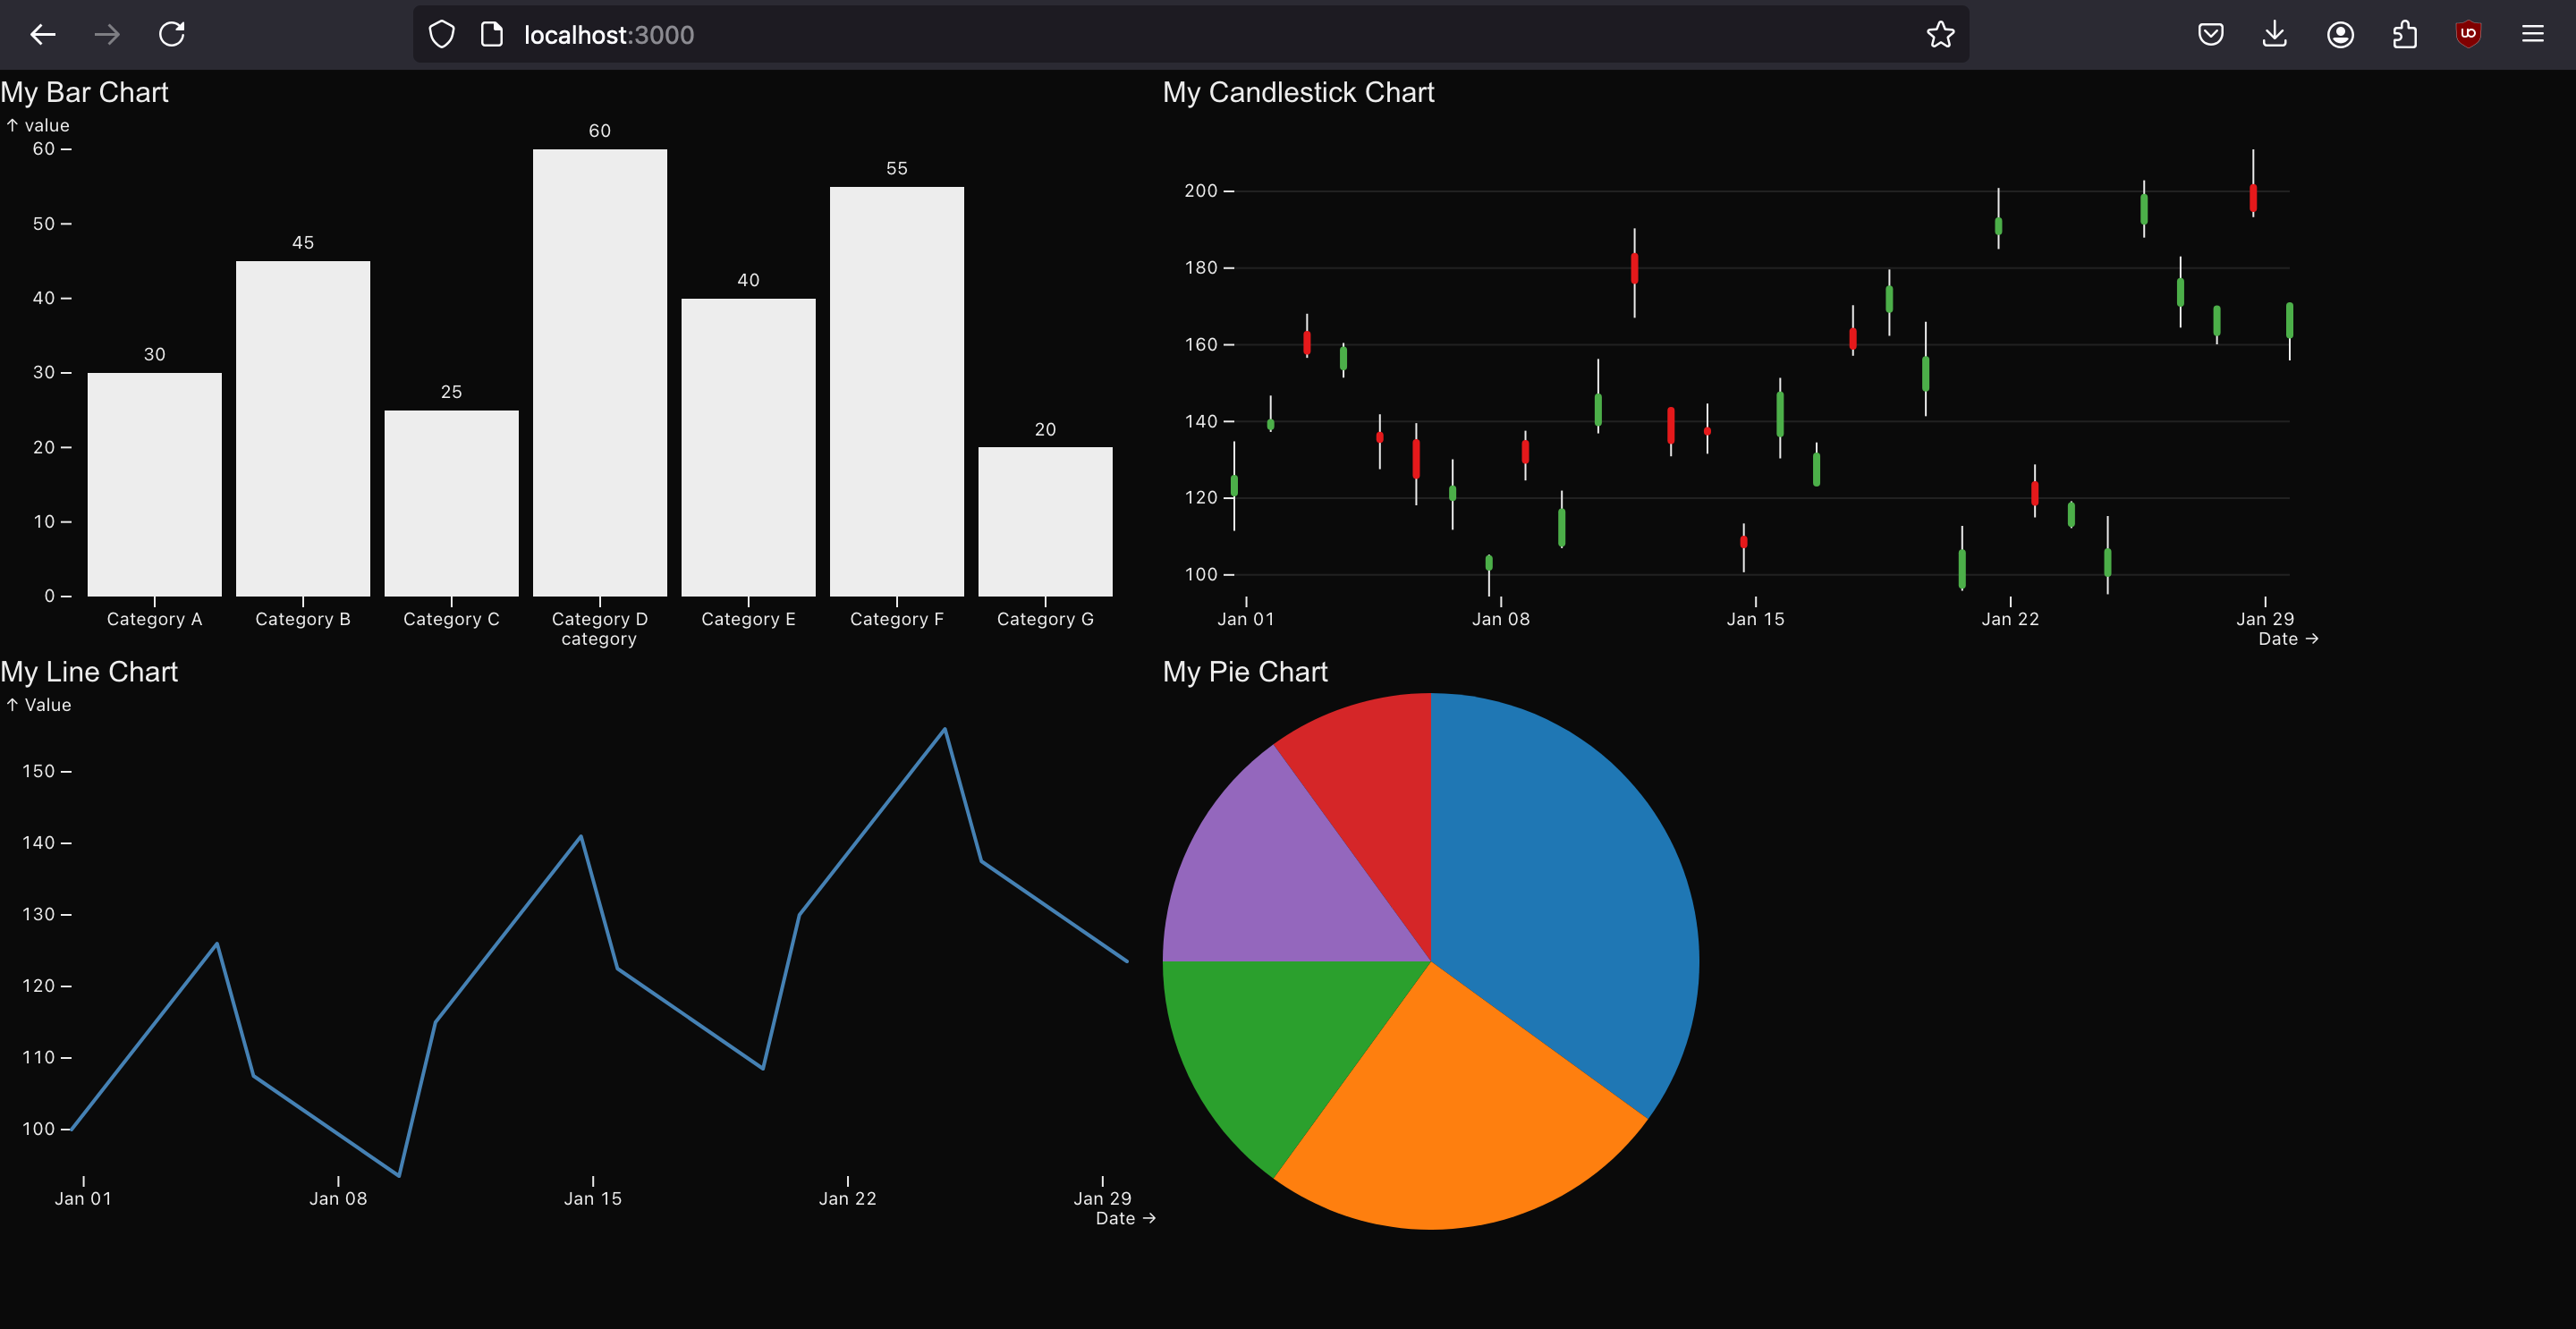 localhost:3000
My Bar Chart
↑ value
60
50
40
30
20
10
0
30
45
25
60
40
55
20
Category A
Category B
Category C
Category D
Category E
Category F
Category G
category
My Candlestick Chart
200
180
160
140
120
100
Jan 01
Jan 08
Jan 15
Jan 22
Jan 29
Date →
My Line Chart
↑ Value
150
140
130
120
110
100
Jan 01
Jan 08
Jan 15
Jan 22
Jan 29
Date →
My Pie Chart